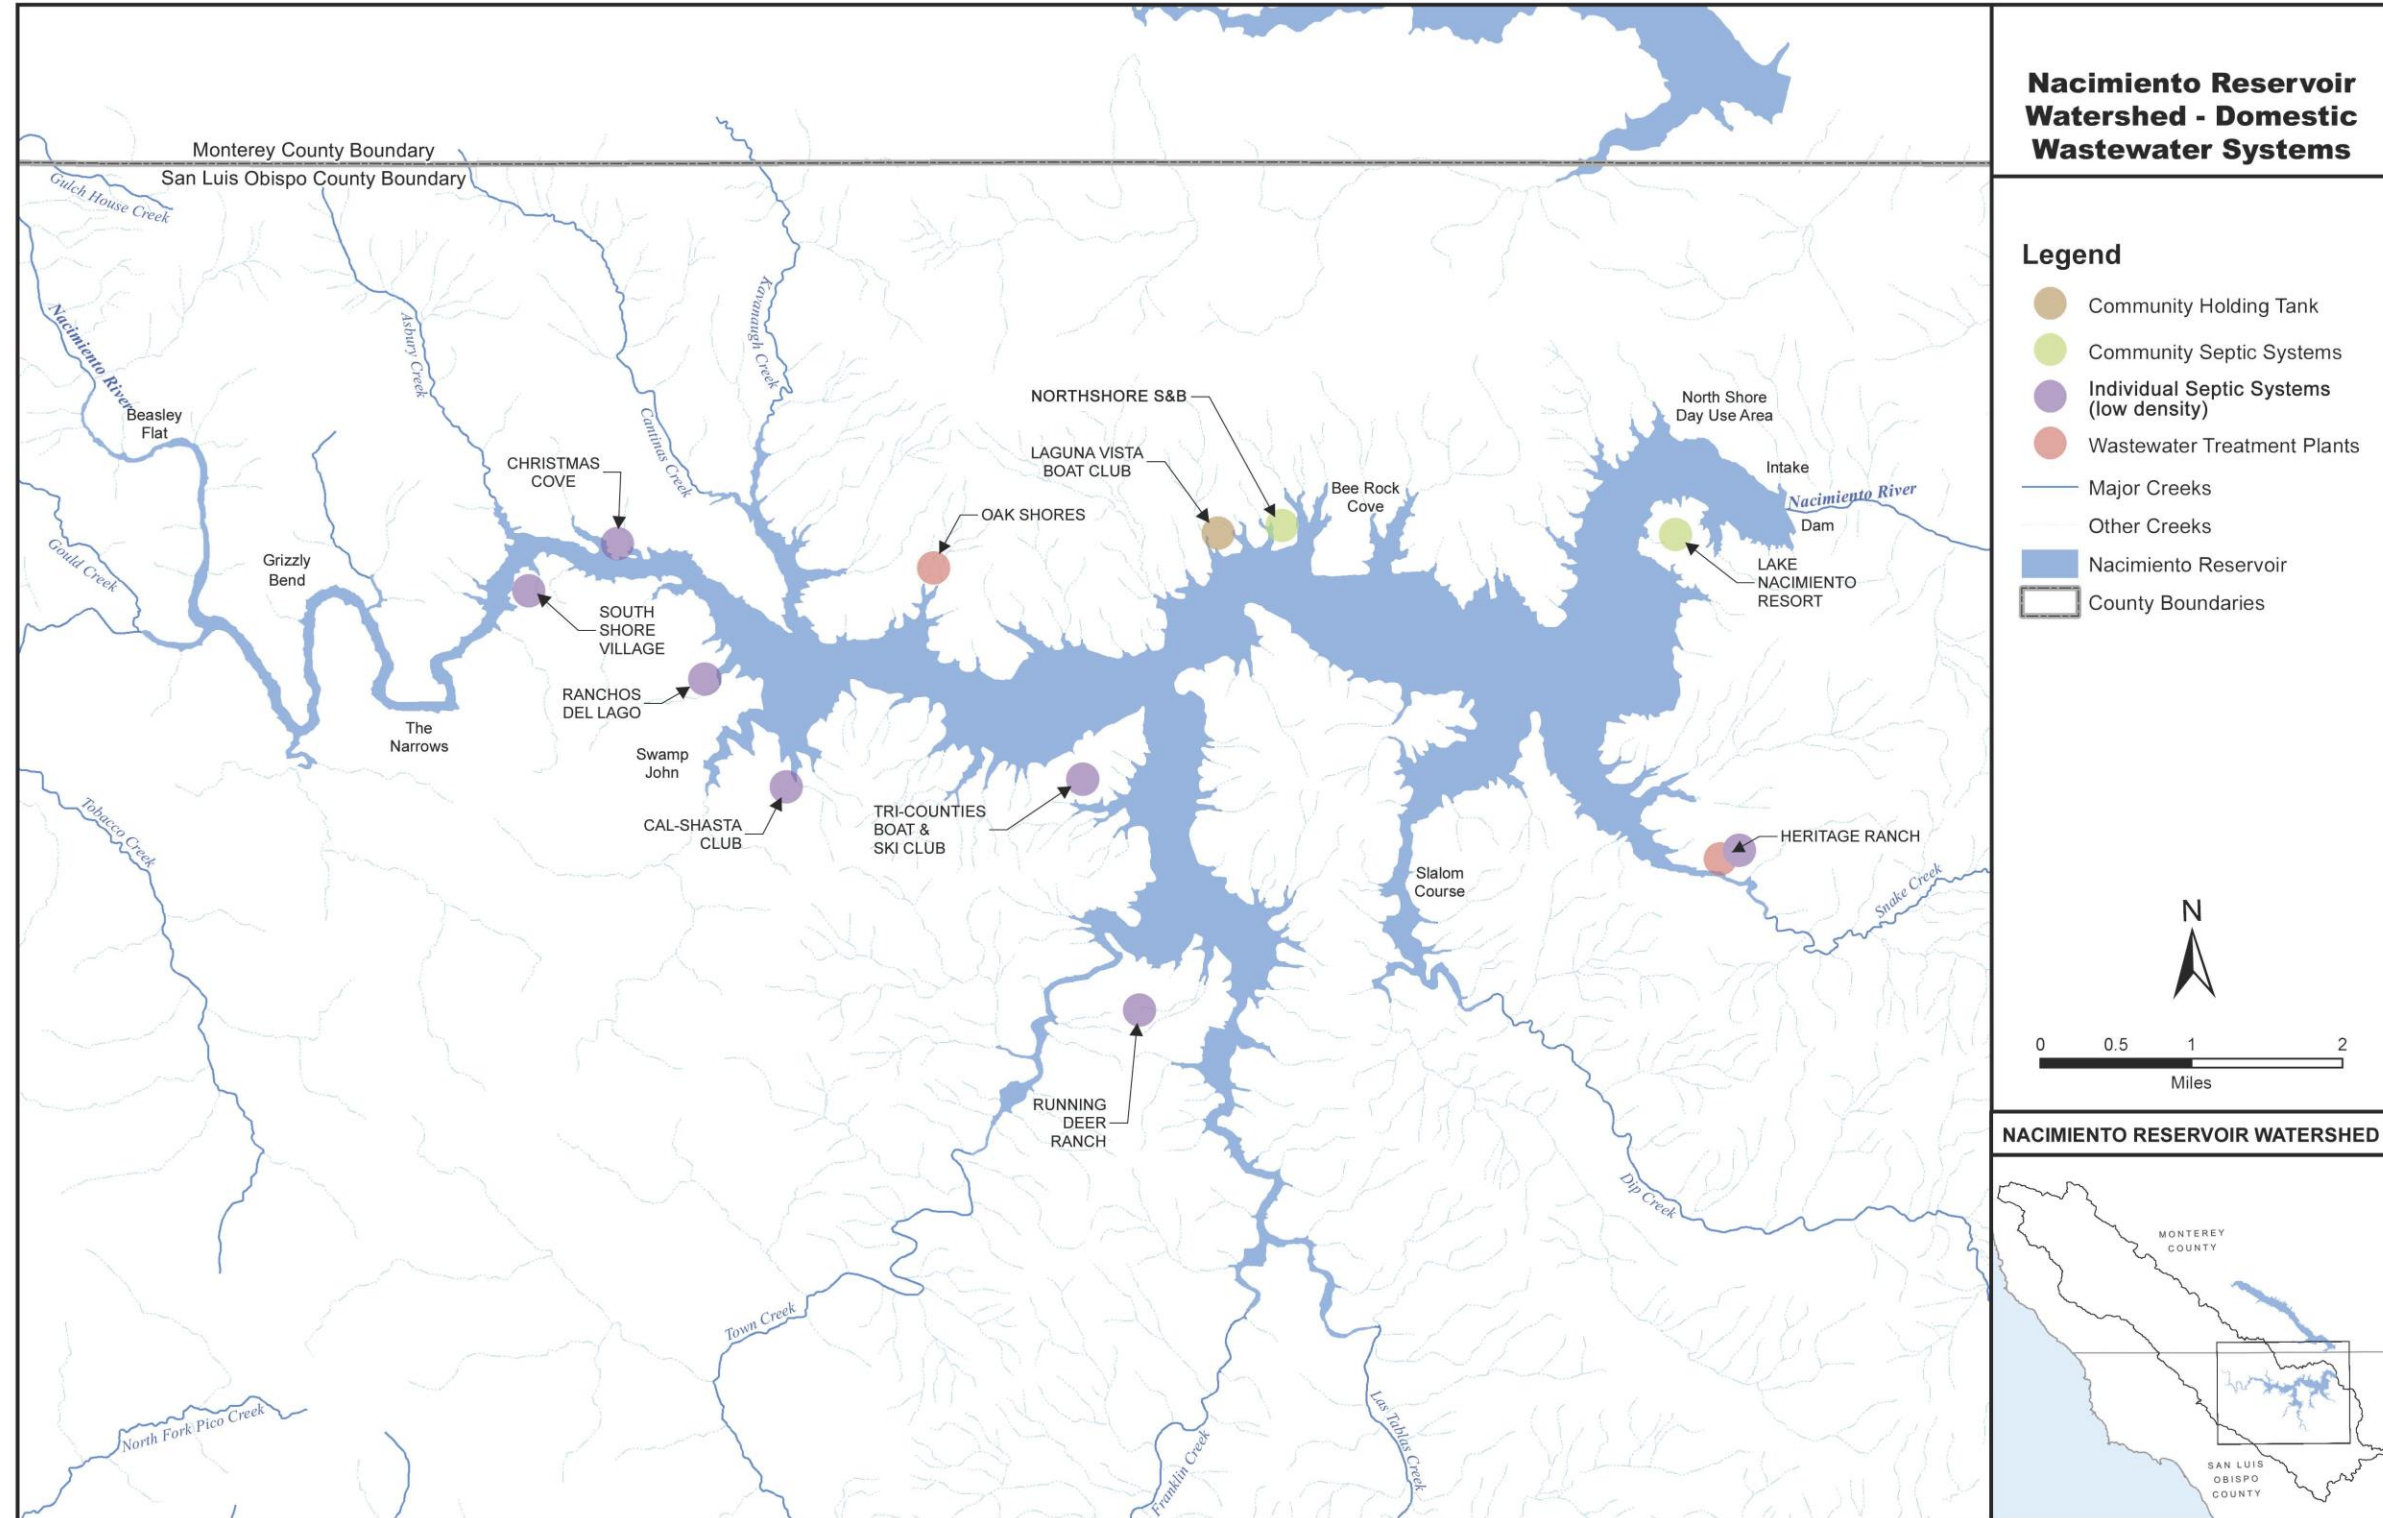 Nacimiento Reservoir
Watershed - Domestic
Wastewater Systems
Legend
Community Holding Tank
Community Septic Systems
Individual Septic Systems
(low density)
Wastewater Treatment Plants
Major Creeks
Other Creeks
Nacimiento Reservoir
County Boundaries
N
0 0.5 1 2
Miles
NACIMIENTO RESERVOIR WATERSHED
MONTEREY
COUNTY
SAN LUIS
OBISPO
COUNTY
Monterey County Boundary
San Luis Obispo County Boundary
Gulch House Creek
Nacimiento River
Asbury Creek
Kavanaugh Creek
Cantinas Creek
Beasley
Flat
Gould Creek
Grizzly
Bend
The
Narrows
CHRISTMAS
COVE
SOUTH
SHORE
VILLAGE
RANCHOS
DEL LAGO
Swamp
John
CAL-SHASTA
CLUB
OAK SHORES
NORTHSHORE S&B
LAGUNA VISTA
BOAT CLUB
Bee Rock
Cove
North Shore
Day Use Area
Intake
Nacimiento River
Dam
LAKE
NACIMIENTO
RESORT
TRI-COUNTIES
BOAT &
SKI CLUB
HERITAGE RANCH
Slalom
Course
Snake Creek
Tobacco Creek
RUNNING
DEER
RANCH
Dip Creek
Town Creek
North Fork Pico Creek
Franklin Creek
Las Tablas Creek